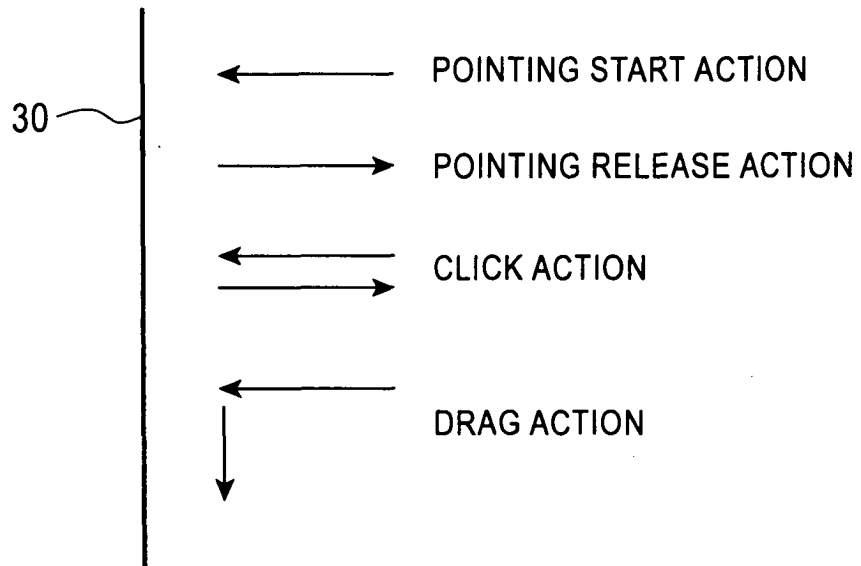 POINTING START ACTION
30
POINTING RELEASE ACTION
CLICK ACTION
DRAG ACTION